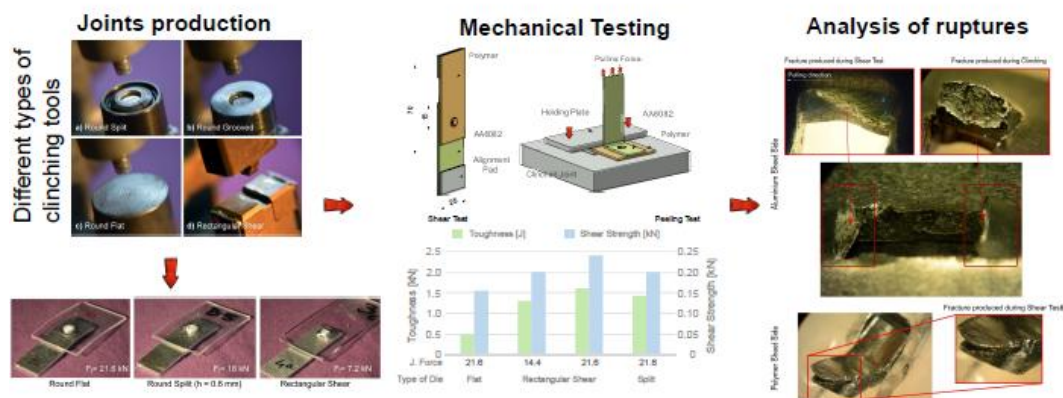 Joints production
Mechanical Testing
Analysis of ruptures
Different types of
clinching tools
a) Round Split
b) Round Grooved
c) Round Flat
d) Rectangular Shear
Polymer
AA6082
Alignment
Pad
Shear Test
Pulling Force
Holding Plate
AA6082
Polymer
Clinched Joint
Peeling Test
Fracture produced during Shear Test
Fracture produced during Clinching
Pulling direction
Aluminium Sheet Side
Fracture produced during Shear Test
Polymer Sheet Side
Toughness [J]
Shear Strength [kN]
Toughness [kN]
2.5
2.0
1.5
1.0
0.5
0
Shear Strength [kN]
0.25
0.20
0.15
0.10
0.05
0
J. Force
21.6
14.4
21.6
21.6
Type of Die
Flat
Rectangular Shear
Split
= 21.6 kN
= 18 kN
= 7.2 kN
Round Flat
Round Split (h = 0.6 mm)
Rectangular Shear